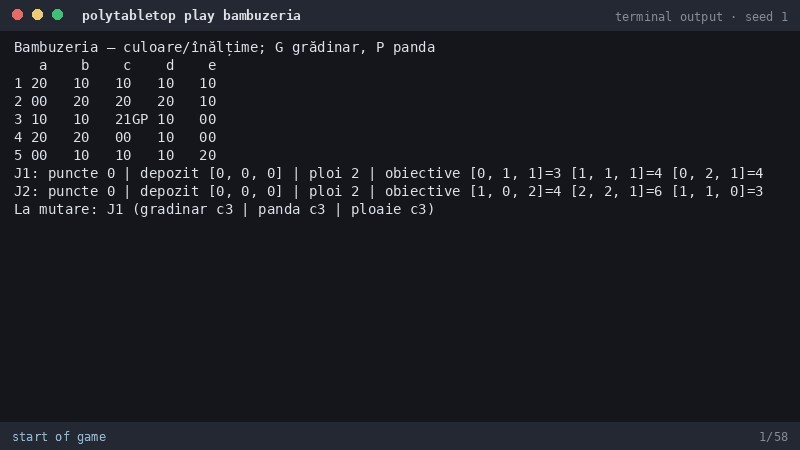 polytabletop play bambuzeria
terminal output · seed 1
Bambuzeria — culoare/înălțime; G grădinar, P panda
   a    b    c    d    e
1 20   10   10   10   10
2 00   20   20   20   10
3 10   10   21GP 10   00
4 20   20   00   10   00
5 00   10   10   10   20
J1: puncte 0 | depozit [0, 0, 0] | ploi 2 | obiective [0, 1, 1]=3 [1, 1, 1]=4 [0, 2, 1]=4
J2: puncte 0 | depozit [0, 0, 0] | ploi 2 | obiective [1, 0, 2]=4 [2, 2, 1]=6 [1, 1, 0]=3
La mutare: J1 (gradinar c3 | panda c3 | ploaie c3)
start of game
1/58